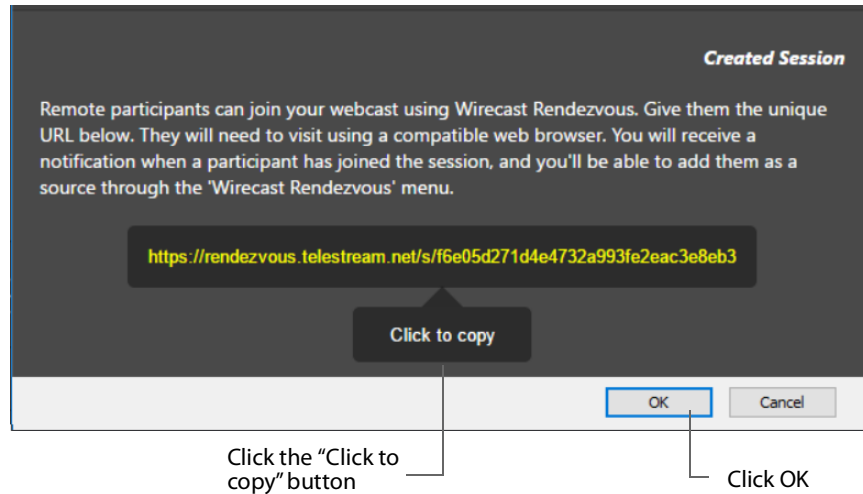 Created Session
Remote participants can join your webcast using Wirecast Rendezvous. Give them the unique
URL below. They will need to visit using a compatible web browser. You will receive a
notification when a participant has joined the session, and you'll be able to add them as a
source through the 'Wirecast Rendezvous' menu.
https://rendezvous.telestream.net/s/f6e05d271d4e4732a993fe2eac3e8eb3
Click to copy
OK
Cancel
Click the “Click to
copy” button
Click OK